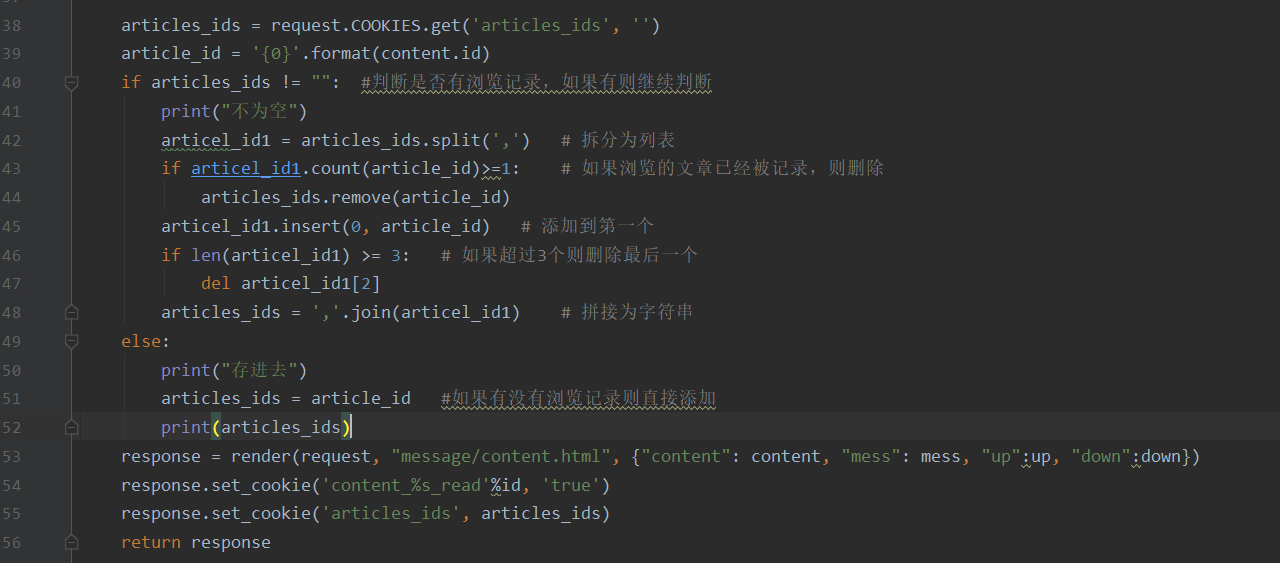 38 articles_ids = request.COOKIES.get('articles_ids', '')
39 article_id = '{0}'.format(content.id)
40 if articles_ids != "":  #判断是否有浏览记录，如果有则继续判断
41     print("不为空")
42     articel_id1 = articles_ids.split(',')   # 拆分为列表
43     if articel_id1.count(article_id)>=1:    # 如果浏览的文章已经被记录，则删除
44         articles_ids.remove(article_id)
45     articel_id1.insert(0, article_id)   # 添加到第一个
46     if len(articel_id1) >= 3:   # 如果超过3个则删除最后一个
47         del articel_id1[2]
48     articles_ids = ','.join(articel_id1)    # 拼接为字符串
49 else:
50     print("存进去")
51     articles_ids = article_id   #如果有没有浏览记录则直接添加
52     print(articles_ids)
53 response = render(request, "message/content.html", {"content": content, "mess": mess, "up":up, "down":down})
54 response.set_cookie('content_%s_read'%id, 'true')
55 response.set_cookie('articles_ids', articles_ids)
56 return response